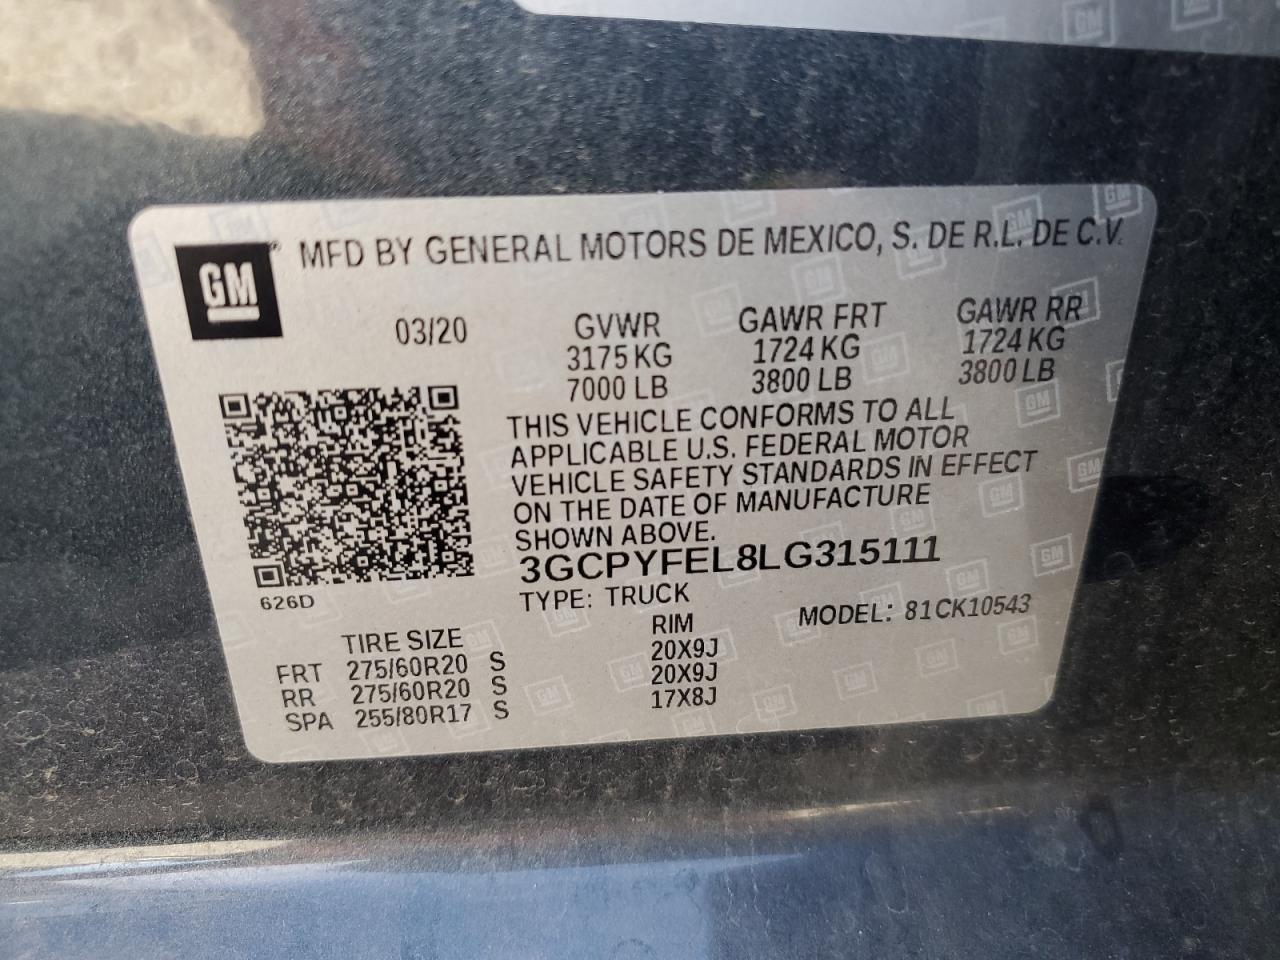 GM
MFD BY GENERAL MOTORS DE MEXICO, S. DE R.L. DE C.V.
03/20
GVWR GAWR FRT GAWR RR
3175 KG 1724 KG 1724 KG
7000 LB 3800 LB 3800 LB
THIS VEHICLE CONFORMS TO ALL
APPLICABLE U.S. FEDERAL MOTOR
VEHICLE SAFETY STANDARDS IN EFFECT
ON THE DATE OF MANUFACTURE
SHOWN ABOVE.
3GCPYFEL8LG315111
626D
TYPE: TRUCK MODEL: 81CK10543
TIRE SIZE RIM
FRT 275/60R20 S 20X9J
RR 275/60R20 S 20X9J
SPA 255/80R17 S 17X8J